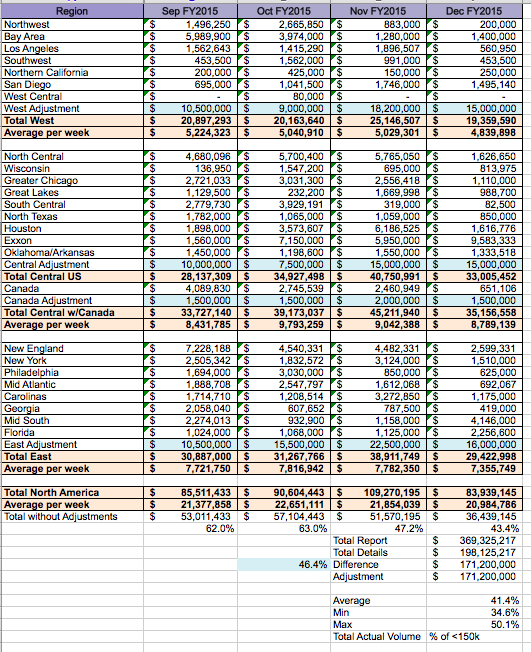 Region Sep FY2015 Oct FY2015 Nov FY2015 Dec FY2015
Northwest $ 1,496,250 $ 2,665,850 $ 883,000 $ 200,000
Bay Area $ 5,989,900 $ 3,974,000 $ 1,280,000 $ 1,400,000
Los Angeles $ 1,562,643 $ 1,415,290 $ 1,896,507 $ 560,950
Southwest $ 453,500 $ 1,562,000 $ 991,000 $ 453,500
Northern California $ 200,000 $ 425,000 $ 150,000 $ 250,000
San Diego $ 695,000 $ 1,041,500 $ 1,746,000 $ 1,495,140
West Central $ - $ 80,000 $ - $ -
West Adjustment $ 10,500,000 $ 9,000,000 $ 18,200,000 $ 15,000,000
Total West $ 20,897,293 $ 20,163,640 $ 25,146,507 $ 19,359,590
Average per week $ 5,224,323 $ 5,040,910 $ 5,029,301 $ 4,839,898
North Central $ 4,680,096 $ 5,700,400 $ 5,765,050 $ 1,626,650
Wisconsin $ 136,950 $ 1,547,200 $ 695,000 $ 813,975
Greater Chicago $ 2,721,033 $ 3,031,300 $ 2,556,418 $ 1,110,000
Great Lakes $ 1,129,500 $ 232,200 $ 1,669,998 $ 988,700
South Central $ 2,779,730 $ 3,929,191 $ 319,000 $ 82,500
North Texas $ 1,782,000 $ 1,065,000 $ 1,059,000 $ 850,000
Houston $ 1,898,000 $ 3,573,607 $ 6,186,525 $ 1,616,776
Exxon $ 1,560,000 $ 7,150,000 $ 5,950,000 $ 9,583,333
Oklahoma/Arkansas $ 1,450,000 $ 1,198,600 $ 1,550,000 $ 1,333,518
Central Adjustment $ 10,000,000 $ 7,500,000 $ 15,000,000 $ 15,000,000
Total Central US $ 28,137,309 $ 34,927,498 $ 40,750,991 $ 33,005,452
Canada $ 4,089,830 $ 2,745,539 $ 2,460,949 $ 651,106
Canada Adjustment $ 1,500,000 $ 1,500,000 $ 2,000,000 $ 1,500,000
Total Central w/Canada $ 33,727,140 $ 39,173,037 $ 45,211,940 $ 35,156,558
Average per week $ 8,431,785 $ 9,793,259 $ 9,042,388 $ 8,789,139
New England $ 7,228,188 $ 4,540,331 $ 4,482,331 $ 2,599,331
New York $ 2,505,342 $ 1,832,572 $ 3,124,000 $ 1,510,000
Philadelphia $ 1,694,000 $ 3,030,000 $ 850,000 $ 625,000
Mid Atlantic $ 1,888,708 $ 2,547,797 $ 1,612,068 $ 692,067
Carolinas $ 1,714,710 $ 1,208,514 $ 3,272,850 $ 1,175,000
Georgia $ 2,058,040 $ 607,652 $ 787,500 $ 419,000
Mid South $ 2,274,013 $ 932,900 $ 1,158,000 $ 4,146,000
Florida $ 1,024,000 $ 1,068,000 $ 1,125,000 $ 2,256,600
East Adjustment $ 10,500,000 $ 15,500,000 $ 22,500,000 $ 16,000,000
Total East $ 30,887,000 $ 31,267,766 $ 38,911,749 $ 29,422,998
Average per week $ 7,721,750 $ 7,816,942 $ 7,782,350 $ 7,355,749
Total North America $ 85,511,433 $ 90,604,443 $ 109,270,195 $ 83,939,145
Average per week $ 21,377,858 $ 22,651,111 $ 21,854,039 $ 20,984,786
Total without Adjustments $ 53,011,433 $ 57,104,443 $ 51,570,195 $ 36,439,145
62.0% 63.0% 47.2% 43.4%
Total Report $ 369,325,217
Total Details $ 198,125,217
46.4% Difference $ 171,200,000
Adjustment $ 171,200,000
Average 41.4%
Min 34.6%
Max 50.1%
Total Actual Volume % of <150k